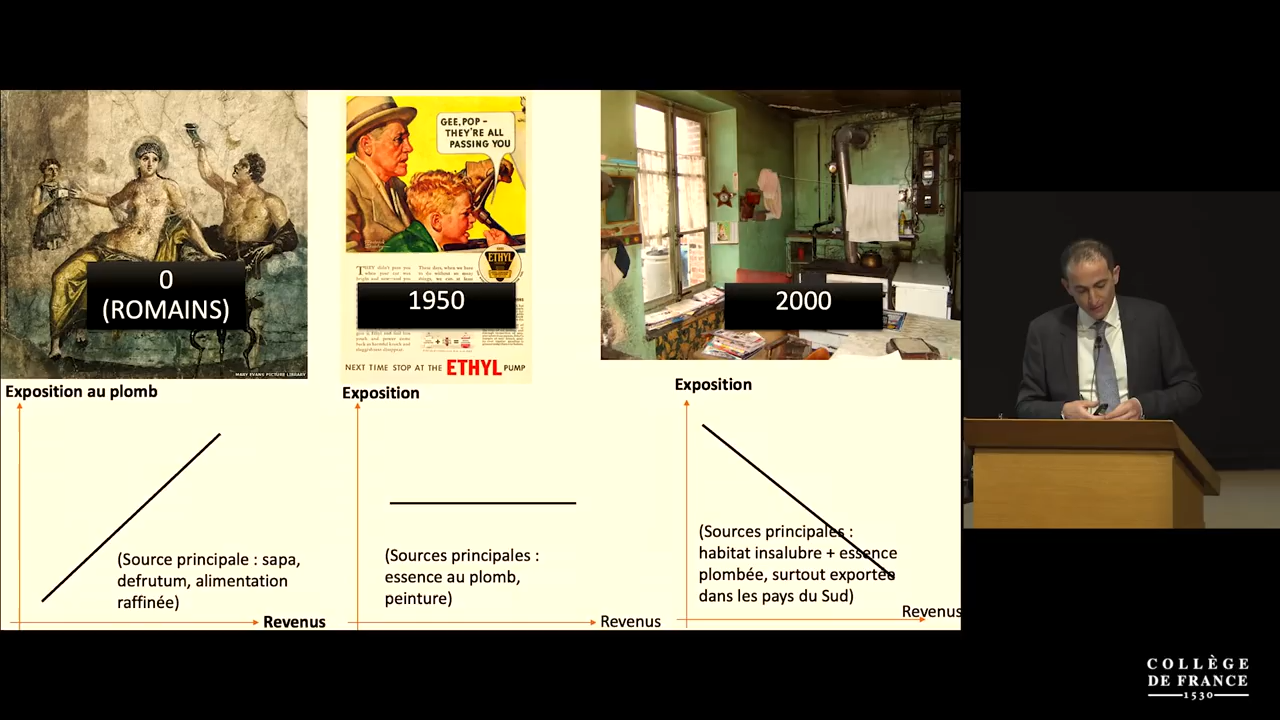 0
(ROMAINS)
MARY EVANS PICTURE LIBRARY
Exposition au plomb
(Source principale : sapa,
defrutum, alimentation
raffinée)
Revenus
GEE, POP -
THEY'RE ALL
PASSING YOU
ETHYL
1950
NEXT TIME STOP AT THE ETHYL PUMP
Exposition
(Sources principales :
essence au plomb,
peinture)
Revenus
2000
Exposition
(Sources principales :
habitat insalubre + essence
plombée, surtout exportée
dans les pays du Sud)
Revenus
COLLÈGE
DE FRANCE
1530